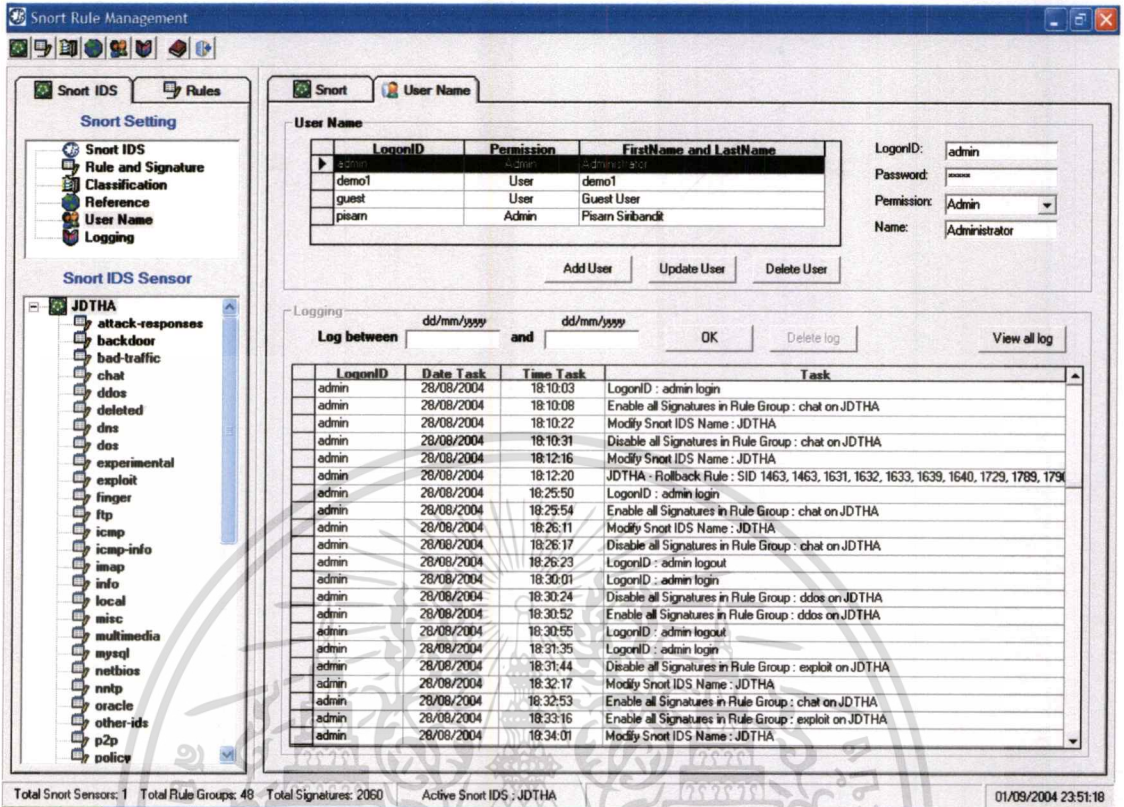 Snort Rule Management
Snort IDS
Rules
Snort Setting
Snort IDS
Rule and Signature
Classification
Reference
User Name
Logging
Snort IDS Sensor
JDTHA
attack-responses
backdoor
bad-traffic
chat
ddos
deleted
dns
dos
experimental
exploit
finger
ftp
icmp
icmp-info
imap
info
local
misc
multimedia
mysql
netbios
nntp
oracle
other-ids
p2p
policy
Snort
User Name
User Name
LogonID Permission FirstName and LastName
admin Admin Administrator
demo1 User demo1
guest User Guest User
pisarn Admin Pisarn Siribandit
LogonID: admin
Password: xxxxx
Permission: Admin
Name: Administrator
Add User Update User Delete User
Logging
dd/mm/yyyy dd/mm/yyyy
Log between and OK Delete log View all log
LogonID Date Task Time Task Task
admin 28/08/2004 18:10:03 LogonID : admin login
admin 28/08/2004 18:10:08 Enable all Signatures in Rule Group : chat on JDTHA
admin 28/08/2004 18:10:22 Modify Snort IDS Name : JDTHA
admin 28/08/2004 18:10:31 Disable all Signatures in Rule Group : chat on JDTHA
admin 28/08/2004 18:12:16 Modify Snort IDS Name : JDTHA
admin 28/08/2004 18:12:20 JDTHA - Rollback Rule : SID 1463, 1463, 1631, 1632, 1633, 1639, 1640, 1729, 1789, 1790
admin 28/08/2004 18:25:50 LogonID : admin login
admin 28/08/2004 18:25:54 Enable all Signatures in Rule Group : chat on JDTHA
admin 28/08/2004 18:26:11 Modify Snort IDS Name : JDTHA
admin 28/08/2004 18:26:17 Disable all Signatures in Rule Group : chat on JDTHA
admin 28/08/2004 18:26:23 LogonID : admin logout
admin 28/08/2004 18:30:01 LogonID : admin login
admin 28/08/2004 18:30:24 Disable all Signatures in Rule Group : ddos on JDTHA
admin 28/08/2004 18:30:52 Enable all Signatures in Rule Group : ddos on JDTHA
admin 28/08/2004 18:30:55 LogonID : admin logout
admin 28/08/2004 18:31:35 LogonID : admin login
admin 28/08/2004 18:31:44 Disable all Signatures in Rule Group : exploit on JDTHA
admin 28/08/2004 18:32:17 Modify Snort IDS Name : JDTHA
admin 28/08/2004 18:32:53 Enable all Signatures in Rule Group : chat on JDTHA
admin 28/08/2004 18:33:16 Enable all Signatures in Rule Group : exploit on JDTHA
admin 28/08/2004 18:34:01 Modify Snort IDS Name : JDTHA
Total Snort Sensors: 1 Total Rule Groups: 48 Total Signatures: 2060 Active Snort IDS : JDTHA 01/09/2004 23:51:18